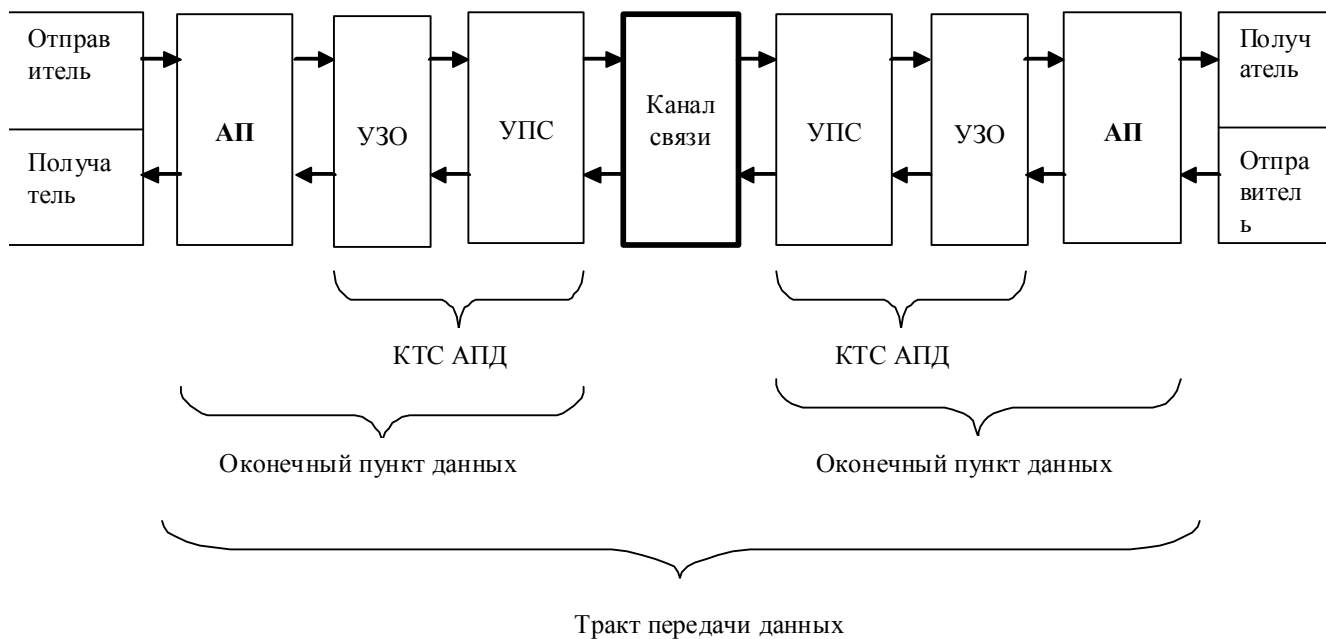 Отправ
итель
Получа
тель
АП
УЗО
УПС
Канал
связи
УПС
УЗО
АП
Получ
атель
Отпра
вител
ь
КТС АПД
КТС АПД
Оконечный пункт данных
Оконечный пункт данных
Тракт передачи данных